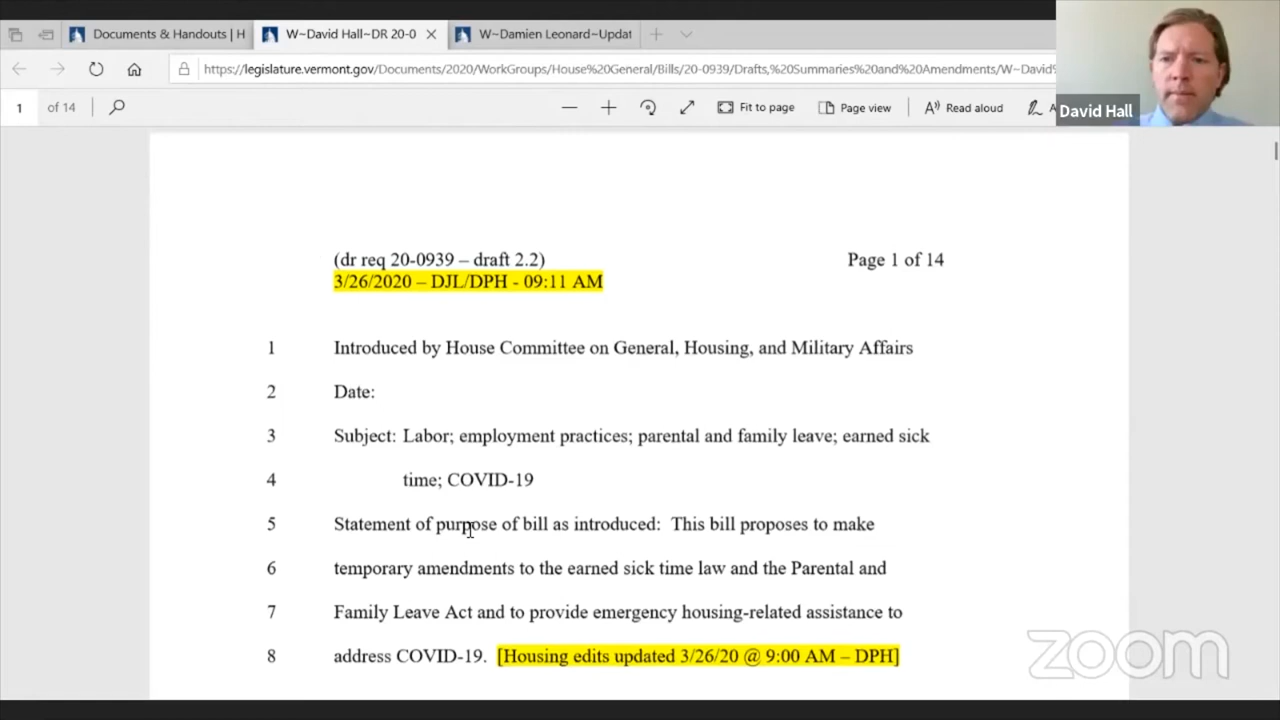 Documents & Handouts | H
W~David Hall~DR 20-0
W~Damien Leonard~Updat
https://legislature.vermont.gov/Documents/2020/WorkGroups/House%20General/Bills/20-0939/Drafts,%20Summaries%20and%20Amendments/W~David%
1 of 14
Fit to page
Page view
Read aloud
David Hall
(dr req 20-0939 – draft 2.2) Page 1 of 14
3/26/2020 – DJL/DPH - 09:11 AM
1 Introduced by House Committee on General, Housing, and Military Affairs
2 Date:
3 Subject: Labor; employment practices; parental and family leave; earned sick
4 time; COVID-19
5 Statement of purpose of bill as introduced: This bill proposes to make
6 temporary amendments to the earned sick time law and the Parental and
7 Family Leave Act and to provide emergency housing-related assistance to
8 address COVID-19. [Housing edits updated 3/26/20 @ 9:00 AM – DPH]
zoom